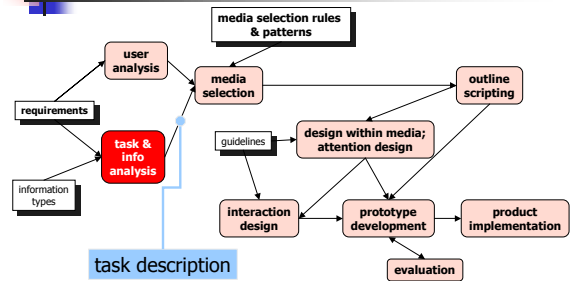 media selection rules
& patterns
user
analysis
media
selection
outline
scripting
requirements
task &
info
analysis
guidelines
design within media;
attention design
information
types
interaction
design
prototype
development
product
implementation
task description
evaluation